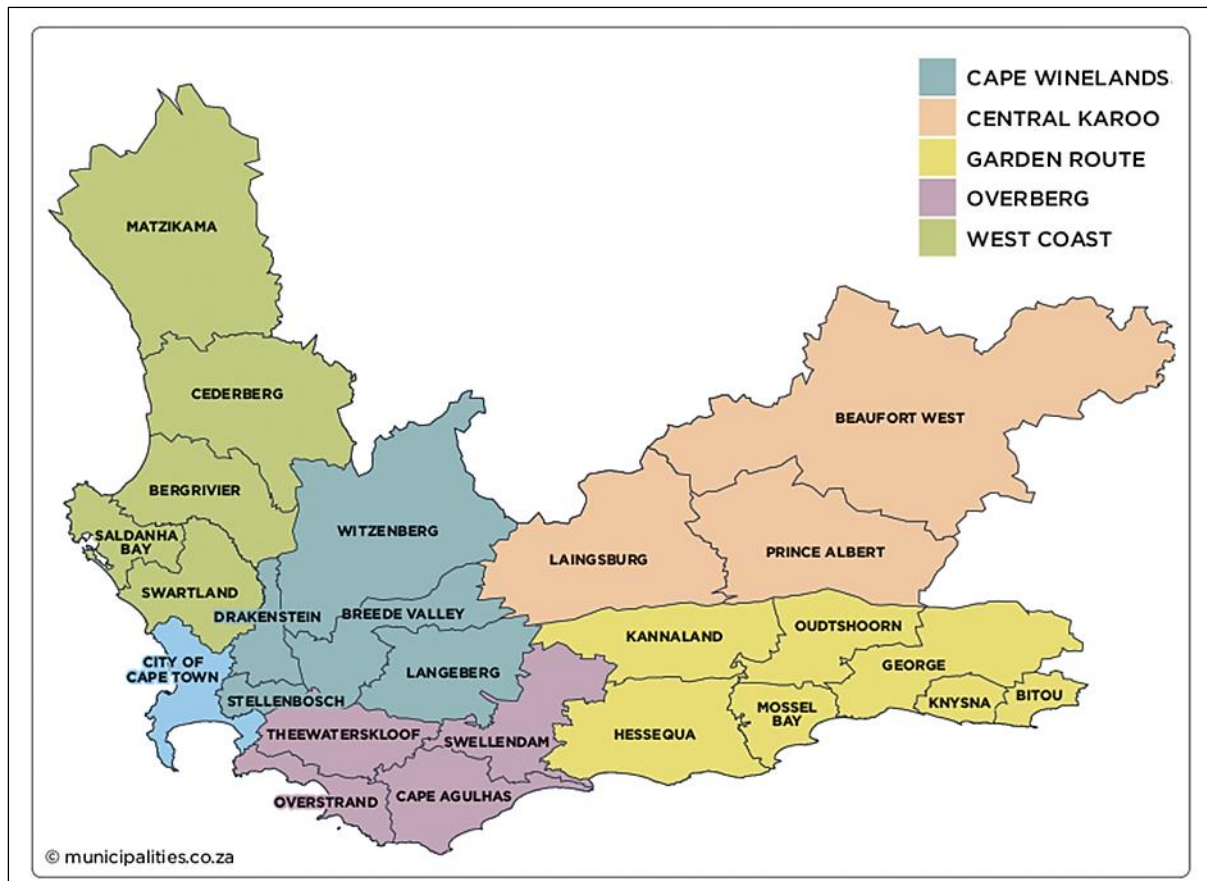 CAPE WINELANDS
CENTRAL KAROO
GARDEN ROUTE
OVERBERG
WEST COAST
MATZIKAMA
CEDERBERG
BEAUFORT WEST
BERGRIVIER
WITZENBERG
SALDANHA
BAY
LAINGSBURG
PRINCE ALBERT
SWARTLAND
DRAKENSTEIN
BREEDE VALLEY
KANNALAND
OUDTSHOORN
CITY OF
CAPE TOWN
LANGEBERG
GEORGE
STELLENBOSCH
MOSSEL
BAY
KNYSNA
BITOU
THEEWATERSKLOOF
SWELLENDAM
HESSEQUA
OVERSTRAND
CAPE AGULHAS
© municipalities.co.za